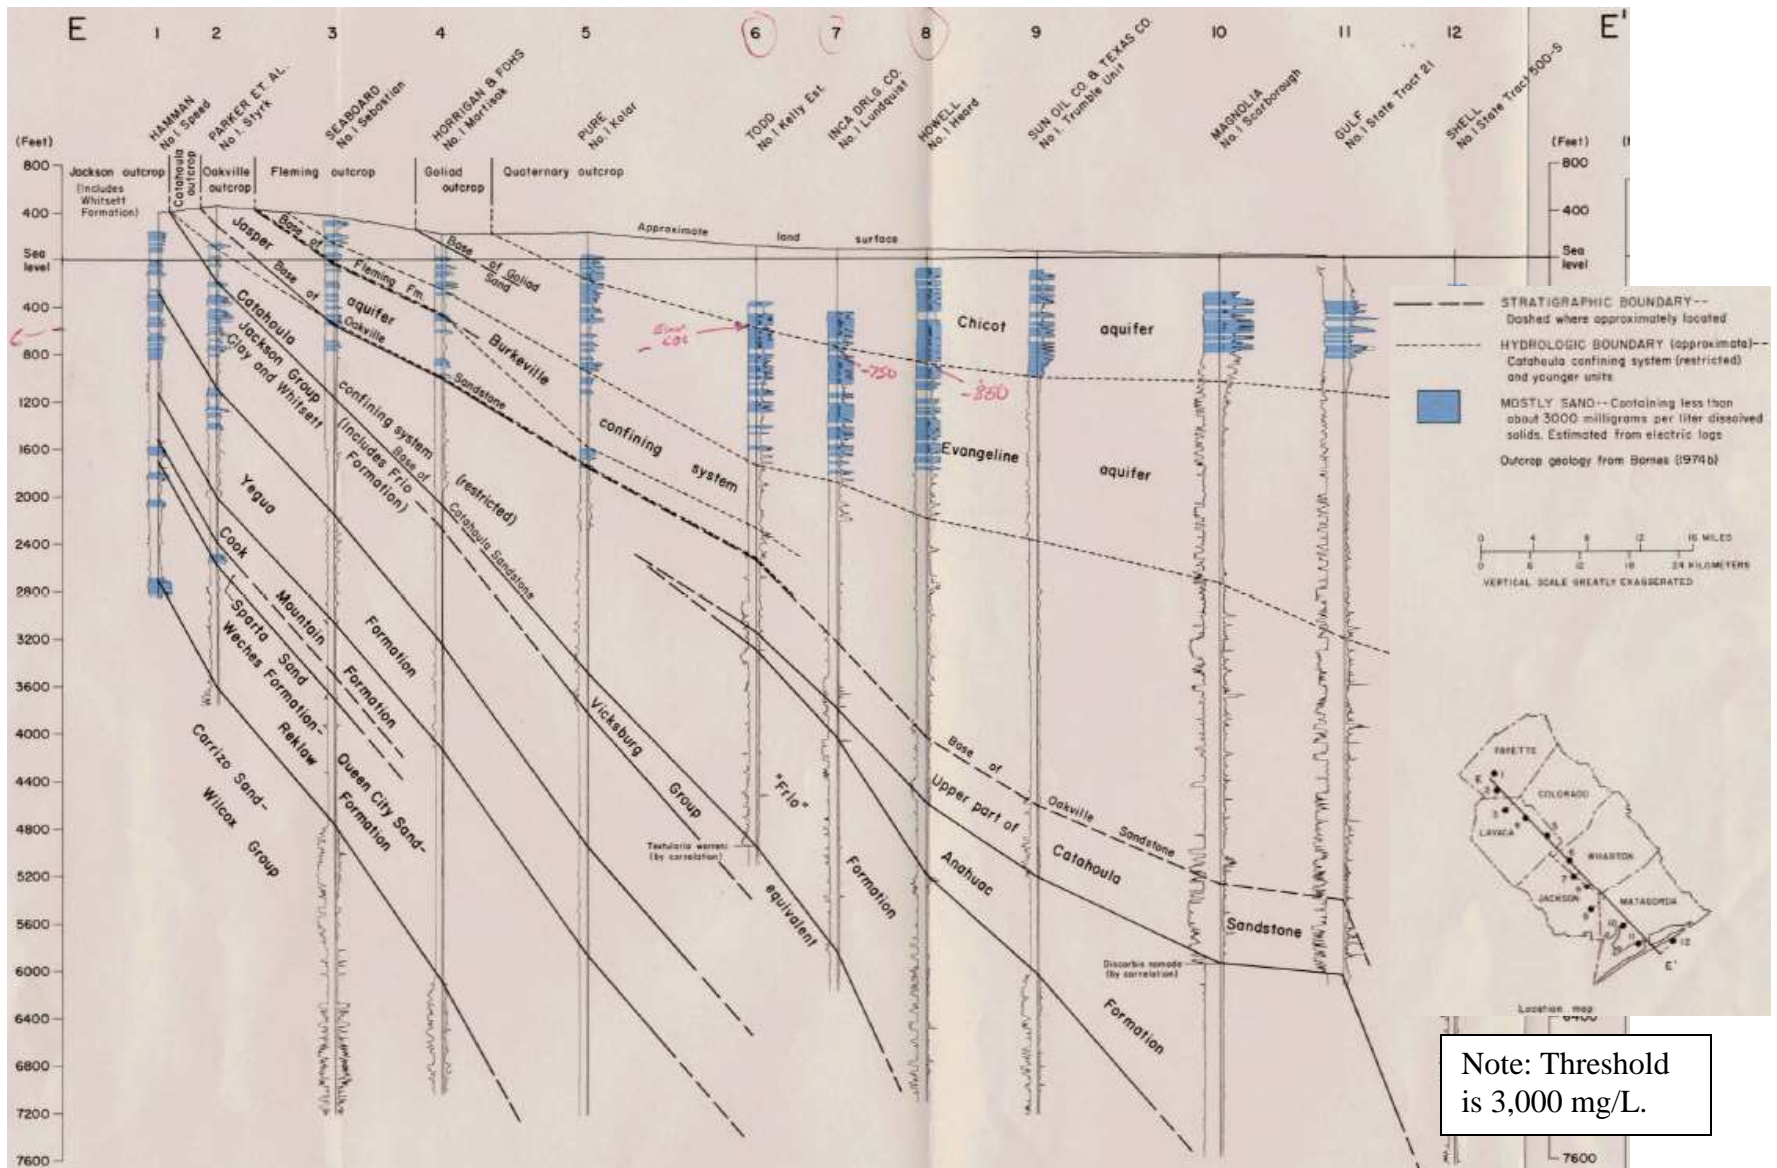 E 1 2 3 4 5 6 7 8 9 10 11 12 E'
HAMMAN
No. 1 Speed
PARKER ET. AL.
No. 1 Styrk
SEABOARD
No. 1 Sebastian
HORRIGAN & FOHS
No. 1 Martisak
PURE
No. 1 Kolar
TODD
No. 1 Kelly Est.
INCA DRLG CO.
No. 1 Lundquist
HOWELL
No. 1 Heard
SUN OIL CO. & TEXAS CO.
No. 1. Trumble Unit
MAGNOLIA
No. 1 Scarborough
GULF
No. 1 State Tract 21
SHELL
No. 1 State Tract 500-S
(Feet)
800
400
Sea
level
400
800
1200
1600
2000
2400
2800
3200
3600
4000
4400
4800
5200
5600
6000
6400
6800
7200
7600
(Feet)
800
400
Sea
level
6400
6800
7200
7600
Jackson outcrop
(Includes
Whitsett
Formation)
Catahoula
outcrop
Oakville
outcrop
Fleming outcrop
Goliad
outcrop
Quaternary outcrop
Approximate land surface
Base of Goliad
Sand
Base of Fleming Fm.
Jasper
aquifer
Base of Oakville Sandstone
Burkeville
confining
system
Chicot aquifer
Evangeline aquifer
-750
-850
Catahoula
confining system
(restricted)
(Includes Frio
Formation)
Jackson Group
Clay and Whitsett
Base of
Catahoula Sandstone
Yegua
Formation
Cook
Mountain
Formation
Sparta
Sand
Weches Formation-
Queen City Sand-
Reklaw
Formation
Carrizo Sand-
Wilcox Group
Vicksburg
Group
"Frio"
equivalent
Textularia warreni
(by correlation)
Formation
Anahuac
Formation
Upper part of
Catahoula
Sandstone
Base of
Oakville Sandstone
Discorbis nomada
(by correlation)
STRATIGRAPHIC BOUNDARY--
Dashed where approximately located
HYDROLOGIC BOUNDARY (approximate)--
Catahoula confining system (restricted)
and younger units
MOSTLY SAND--Containing less than
about 3000 milligrams per liter dissolved
solids. Estimated from electric logs
Outcrop geology from Barnes (1974b)
0 4 8 12 16 MILES
0 6 12 18 24 KILOMETERS
VERTICAL SCALE GREATLY EXAGGERATED
FAYETTE
COLORADO
LAVACA
WHARTON
JACKSON
MATAGORDA
E
E'
Location map
Note: Threshold
is 3,000 mg/L.